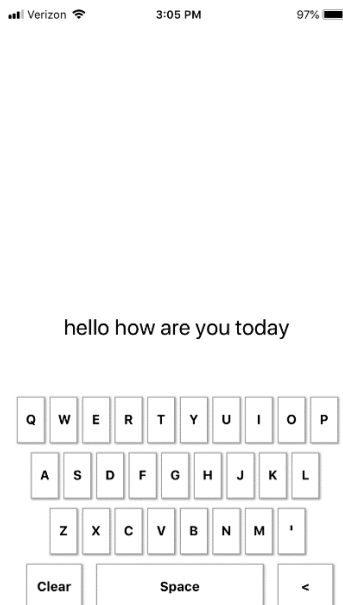 Verizon 3:05 PM 97%
hello how are you today
Q W E R T Y U I O P
A S D F G H J K L
Z X C V B N M '
Clear Space <